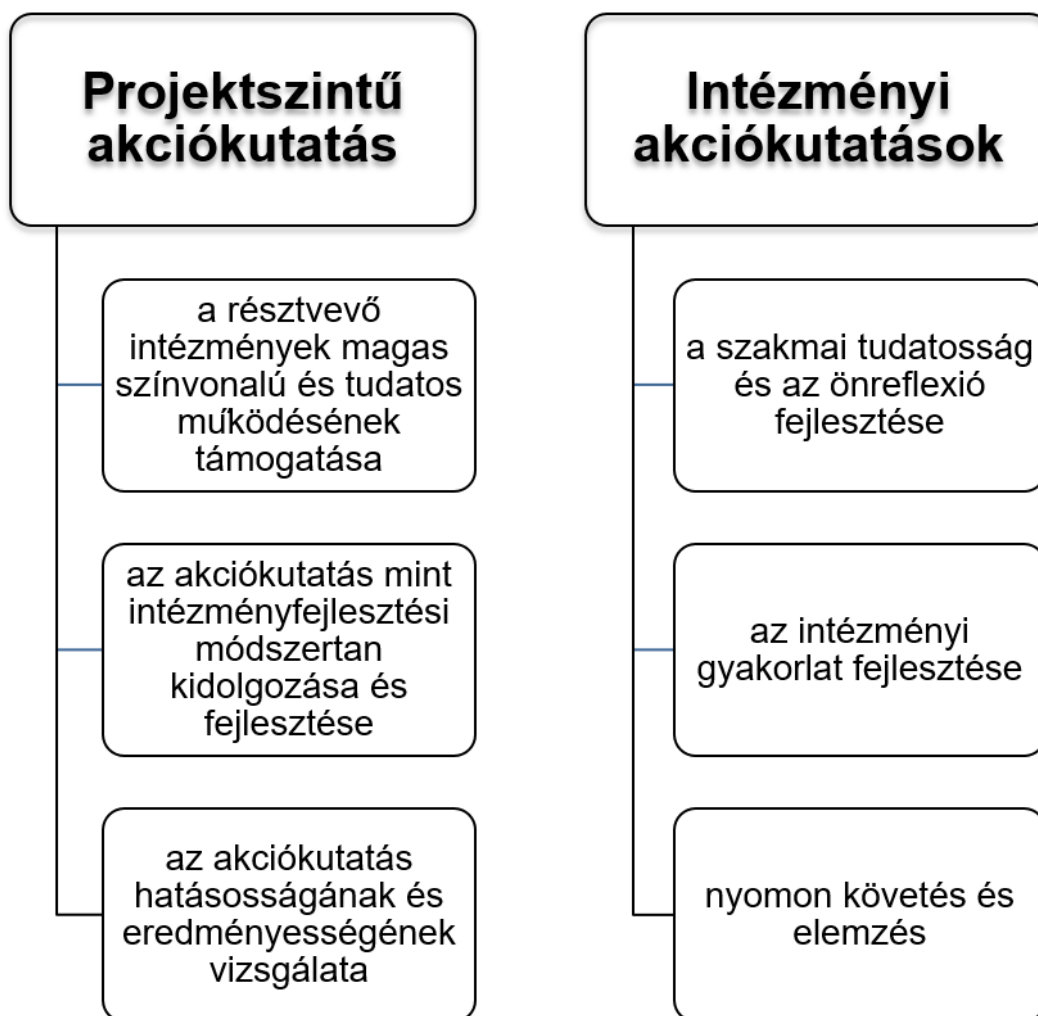 Projektszintű
akciókutatás
a résztvevő
intézmények magas
színvonalú és tudatos
működésének
támogatása
az akciókutatás mint
intézményfejlesztési
módszertan
kidolgozása és
fejlesztése
az akciókutatás
hatásosságának és
eredményességének
vizsgálata
Intézményi
akciókutatások
a szakmai tudatosság
és az önreflexió
fejlesztése
az intézményi
gyakorlat fejlesztése
nyomon követés és
elemzés